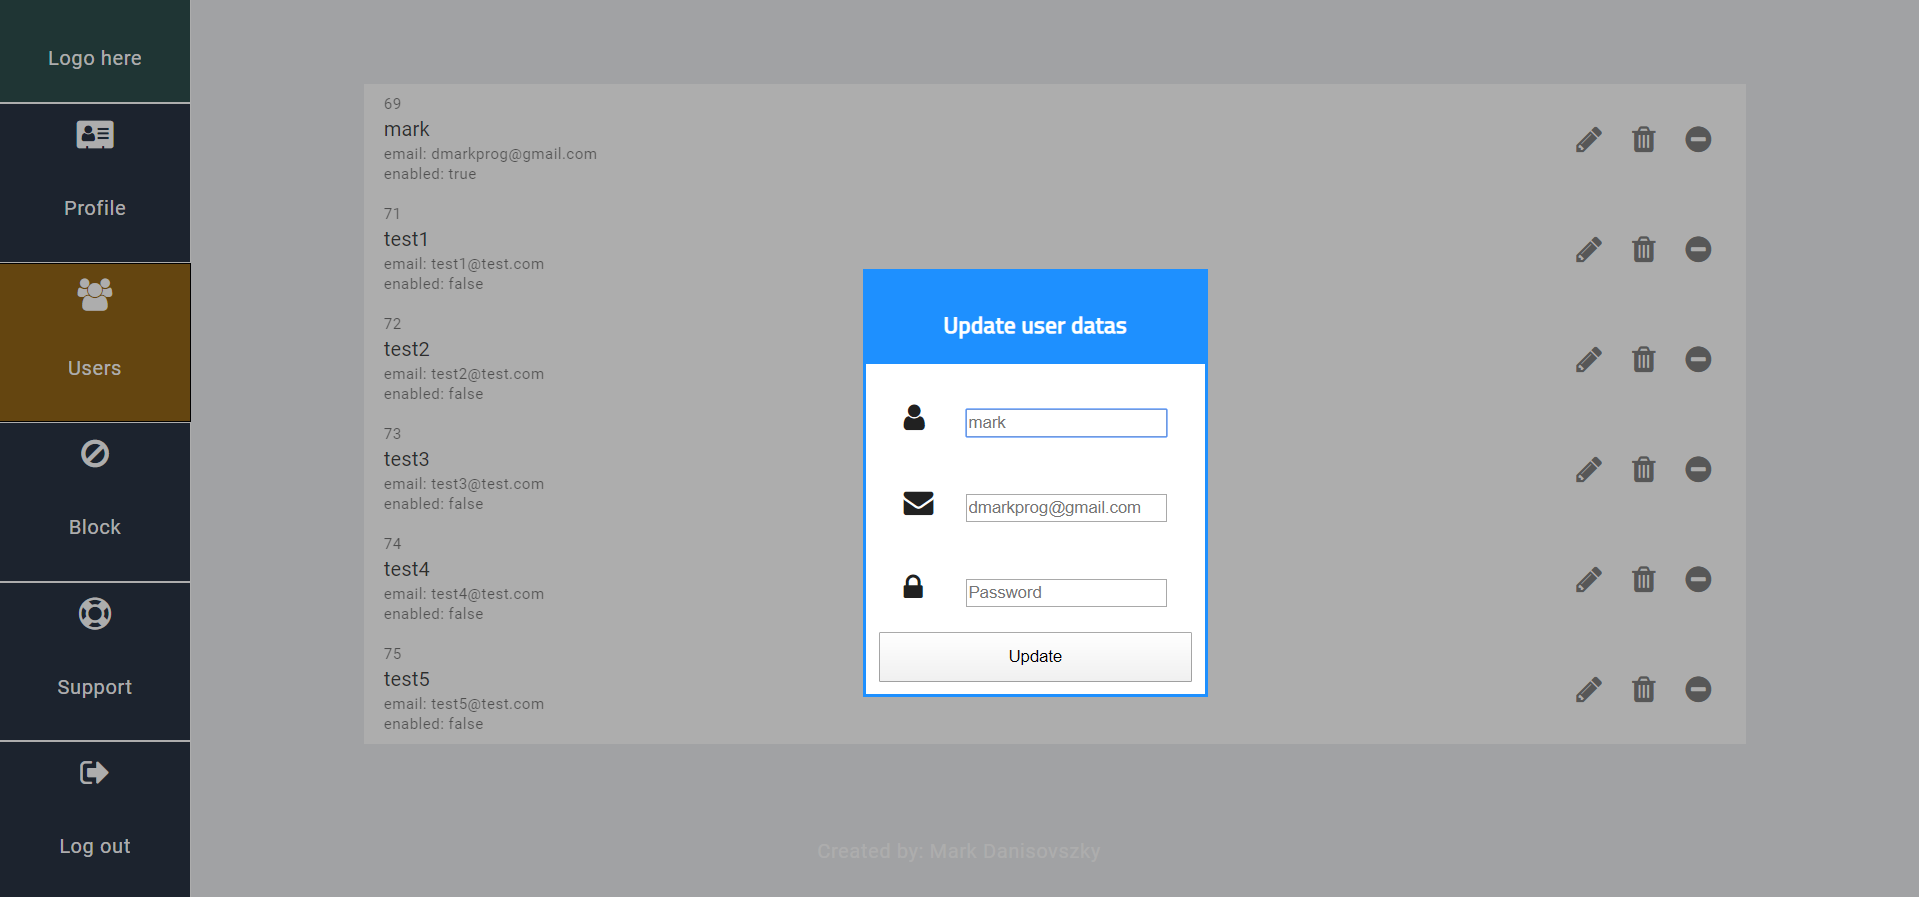 Logo here
Profile
Users
Block
Support
Log out
69
mark
email: dmarkprog@gmail.com
enabled: true
71
test1
email: test1@test.com
enabled: false
72
test2
email: test2@test.com
enabled: false
73
test3
email: test3@test.com
enabled: false
74
test4
email: test4@test.com
enabled: false
75
test5
email: test5@test.com
enabled: false
Update user datas
mark
dmarkprog@gmail.com
Password
Update
Created by: Mark Danisovszky